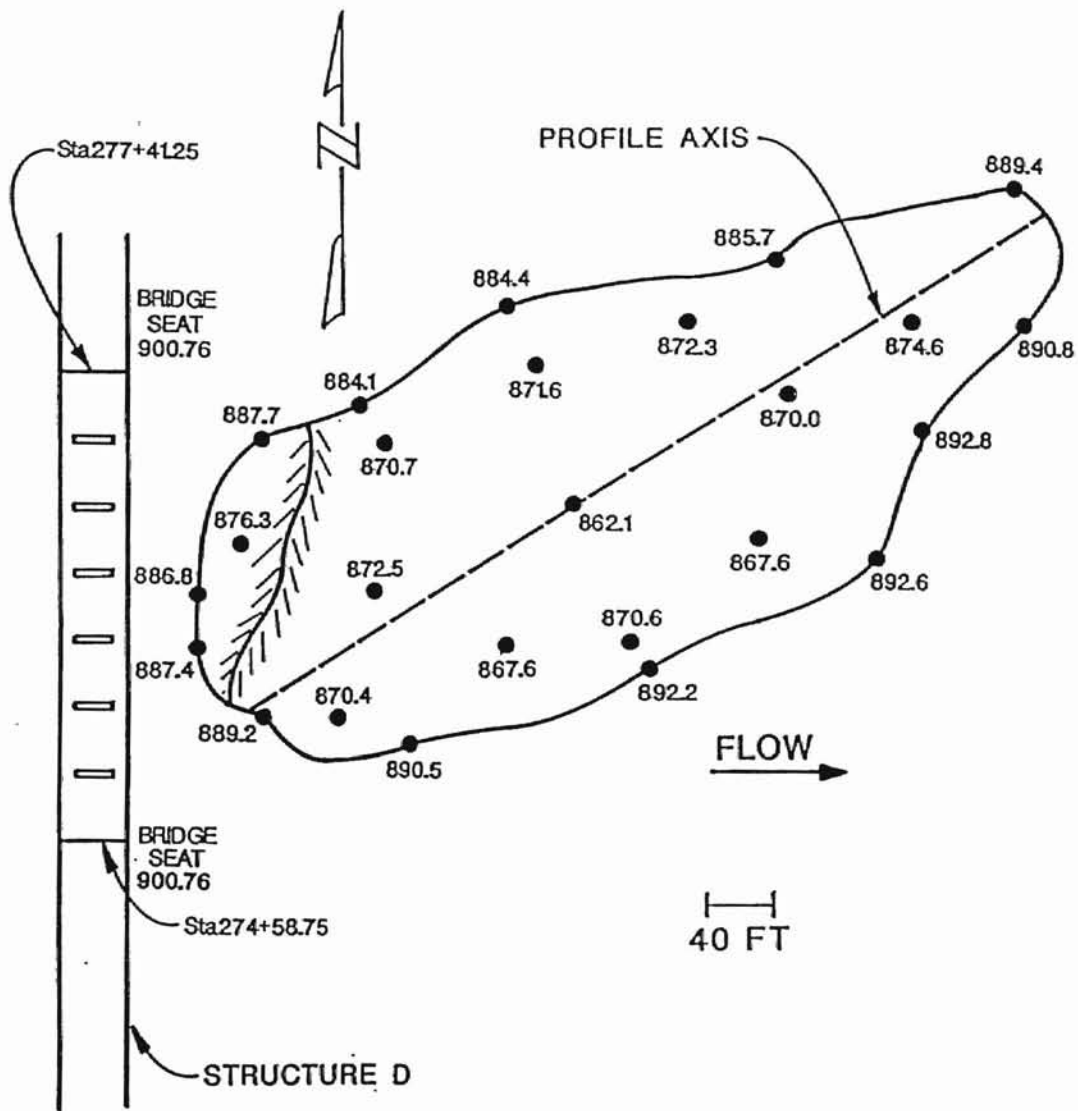 N
Sta277+41.25
PROFILE AXIS
889.4
885.7
884.4
BRIDGE
SEAT
900.76
872.3
874.6
890.8
871.6
884.1
887.7
870.0
892.8
870.7
876.3
862.1
867.6
886.8
872.5
892.6
870.6
887.4
867.6
870.4
892.2
889.2
890.5
FLOW
BRIDGE
SEAT
900.76
Sta274+58.75
40 FT
STRUCTURE D